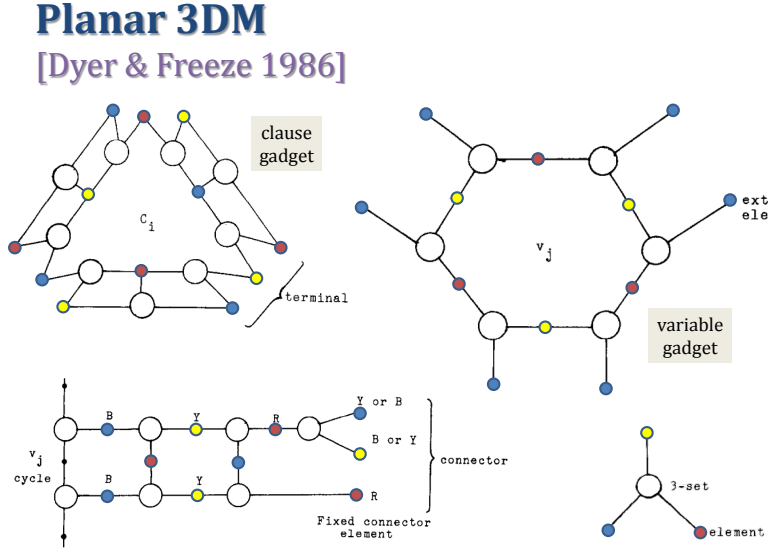 Planar 3DM
[Dyer & Freeze 1986]
clause
gadget
C_i
terminal
ext
ele
v_j
variable
gadget
B
Y
R
Y or B
B or Y
v_j
cycle
B
Y
R
connector
Fixed connector
element
3-set
element